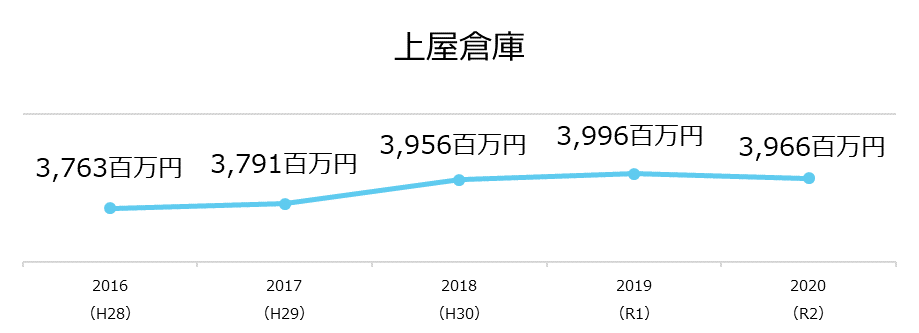 上屋倉庫
3,763百万円
3,791百万円
3,956百万円
3,996百万円
3,966百万円
2016
（H28）
2017
（H29）
2018
（H30）
2019
（R1）
2020
（R2）